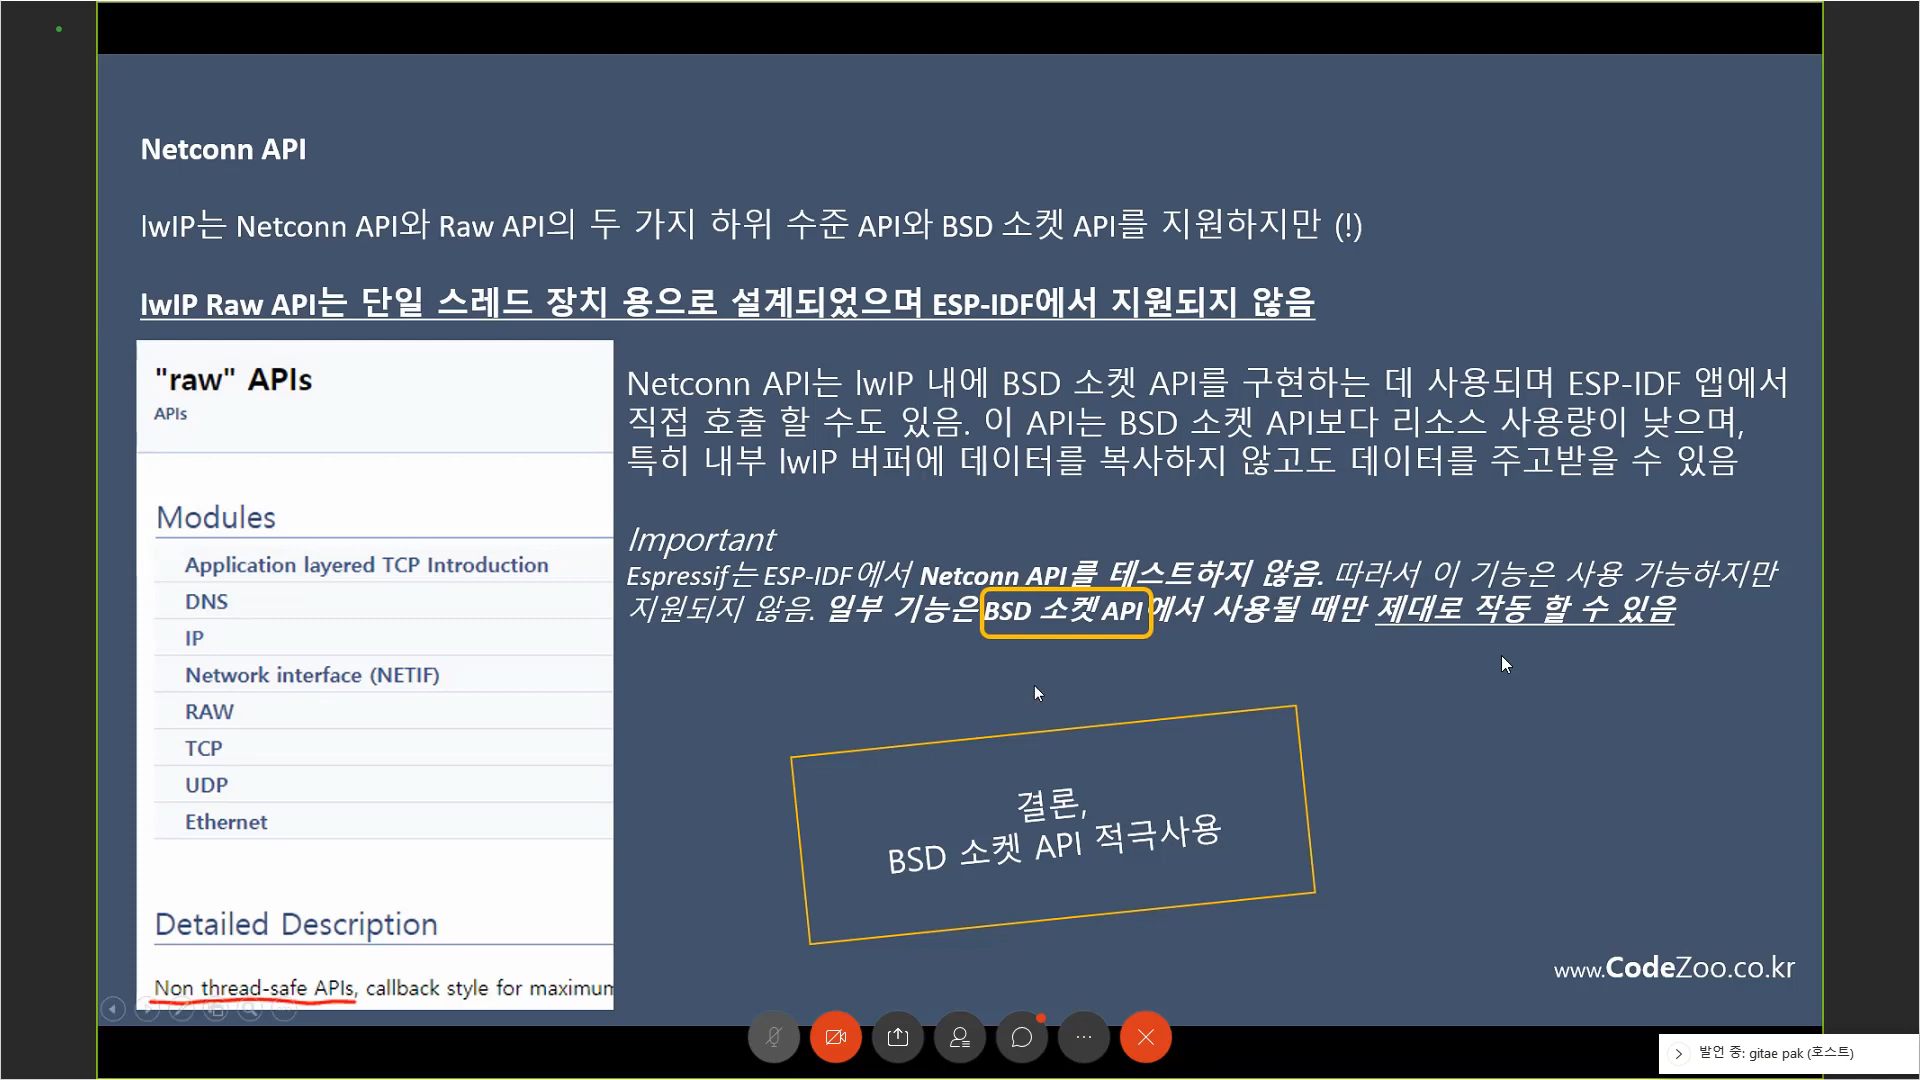 Netconn API
lwIP는 Netconn API와 Raw API의 두 가지 하위 수준 API와 BSD 소켓 API를 지원하지만 (!)
lwIP Raw API는 단일 스레드 장치 용으로 설계되었으며 ESP-IDF에서 지원되지 않음
"raw" APIs
APIs
Modules
Application layered TCP Introduction
DNS
IP
Network interface (NETIF)
RAW
TCP
UDP
Ethernet
Detailed Description
Non thread-safe APIs, callback style for maximum
Netconn API는 lwIP 내에 BSD 소켓 API를 구현하는 데 사용되며 ESP-IDF 앱에서
직접 호출 할 수도 있음. 이 API는 BSD 소켓 API보다 리소스 사용량이 낮으며,
특히 내부 lwIP 버퍼에 데이터를 복사하지 않고도 데이터를 주고받을 수 있음
Important
Espressif는 ESP-IDF에서 Netconn API를 테스트하지 않음. 따라서 이 기능은 사용 가능하지만
지원되지 않음. 일부 기능은 BSD 소켓 API에서 사용될 때만 제대로 작동 할 수 있음
결론,
BSD 소켓 API 적극사용
www.CodeZoo.co.kr
발언 중: gitae pak (호스트)